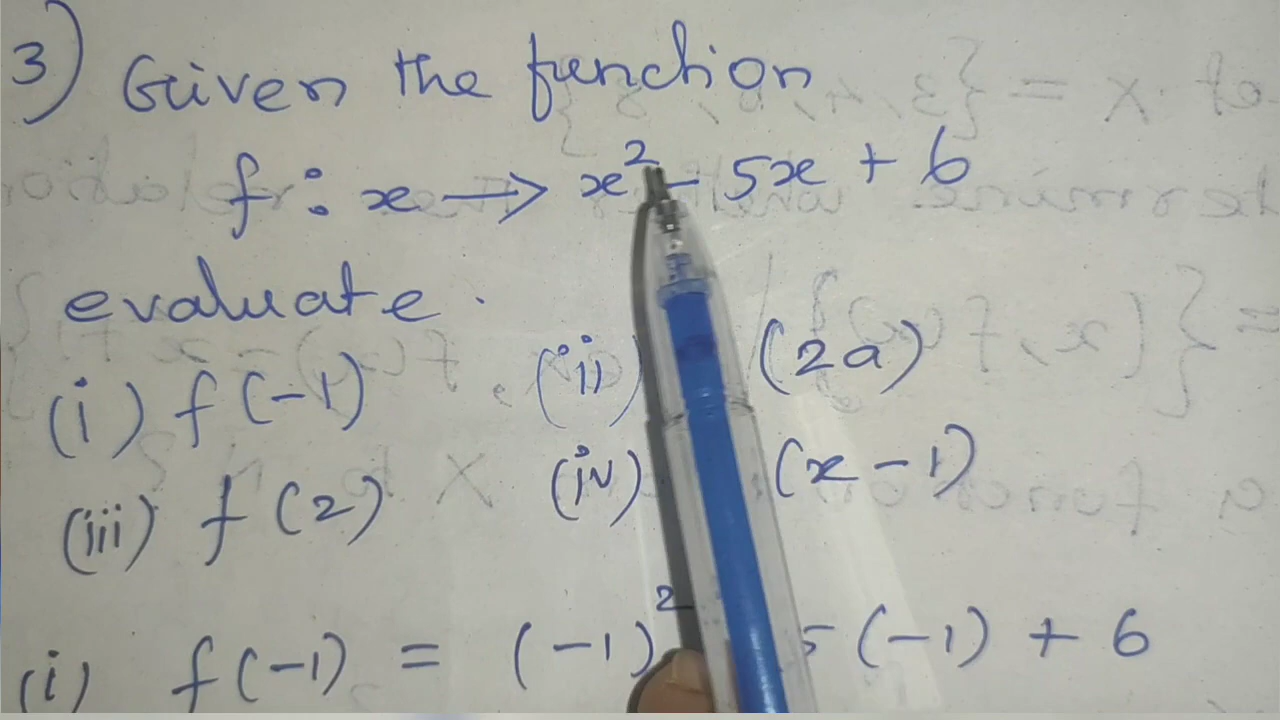 3) Given the function
f : x → x² - 5x + 6
evaluate.
(i) f(-1) (ii) (2a)
(iii) f(2) (iv) (x-1)
(i) f(-1) = (-1)² 5(-1) + 6